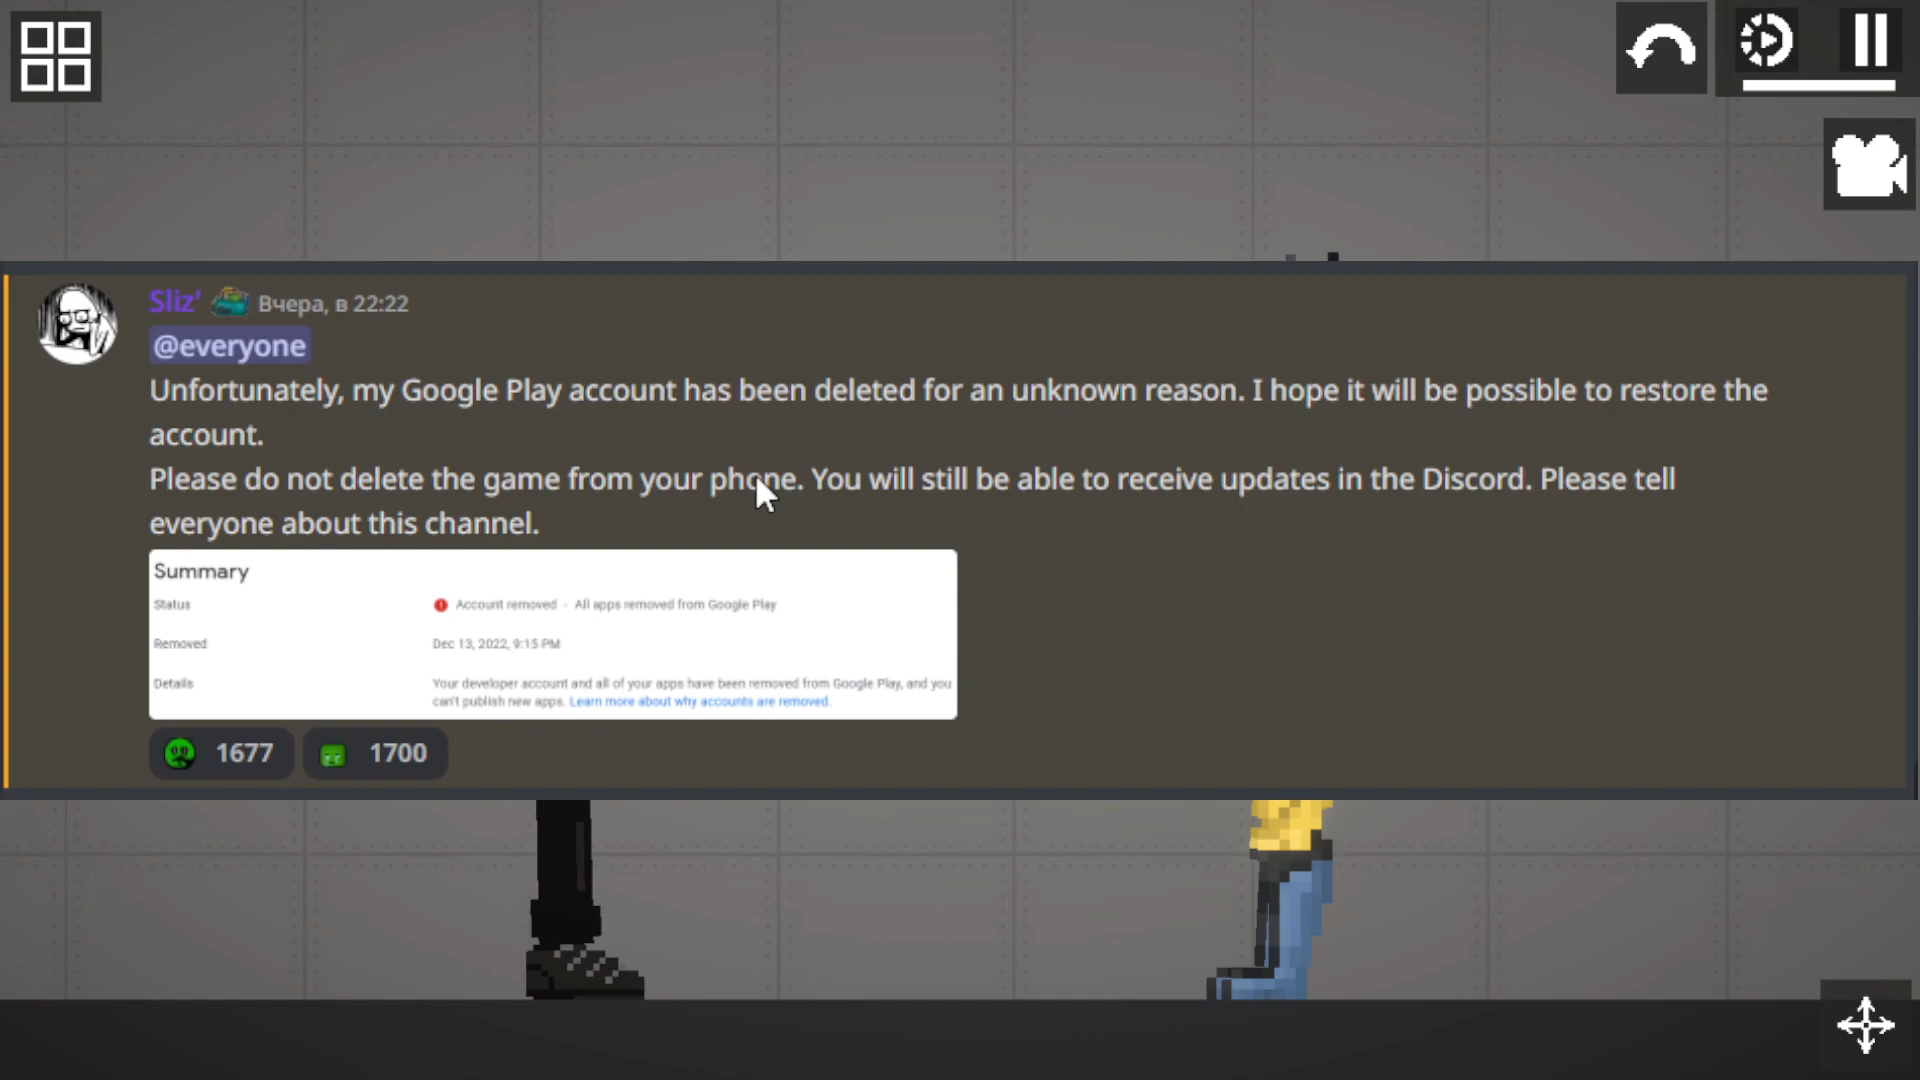 Sliz' Вчера, в 22:22
@everyone
Unfortunately, my Google Play account has been deleted for an unknown reason. I hope it will be possible to restore the
account.
Please do not delete the game from your phone. You will still be able to receive updates in the Discord. Please tell
everyone about this channel.
Summary
Status Account removed - All apps removed from Google Play
Removed Dec 13, 2022, 9:15 PM
Details Your developer account and all of your apps have been removed from Google Play, and you
can't publish new apps. Learn more about why accounts are removed.
1677 1700